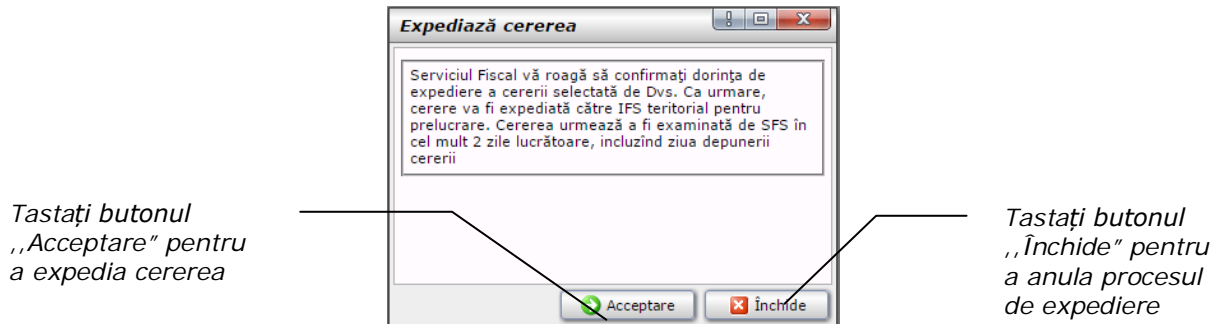 Expediază cererea
Serviciul Fiscal vă roagă să confirmaţi dorinţa de
expediere a cererii selectată de Dvs. Ca urmare,
cerere va fi expediată către IFS teritorial pentru
prelucrare. Cererea urmează a fi examinată de SFS în
cel mult 2 zile lucrătoare, incluzînd ziua depunerii
cererii
Tastaţi butonul
,,Acceptare” pentru
a expedia cererea
Tastaţi butonul
,,Închide” pentru
a anula procesul
de expediere
Acceptare
Închide